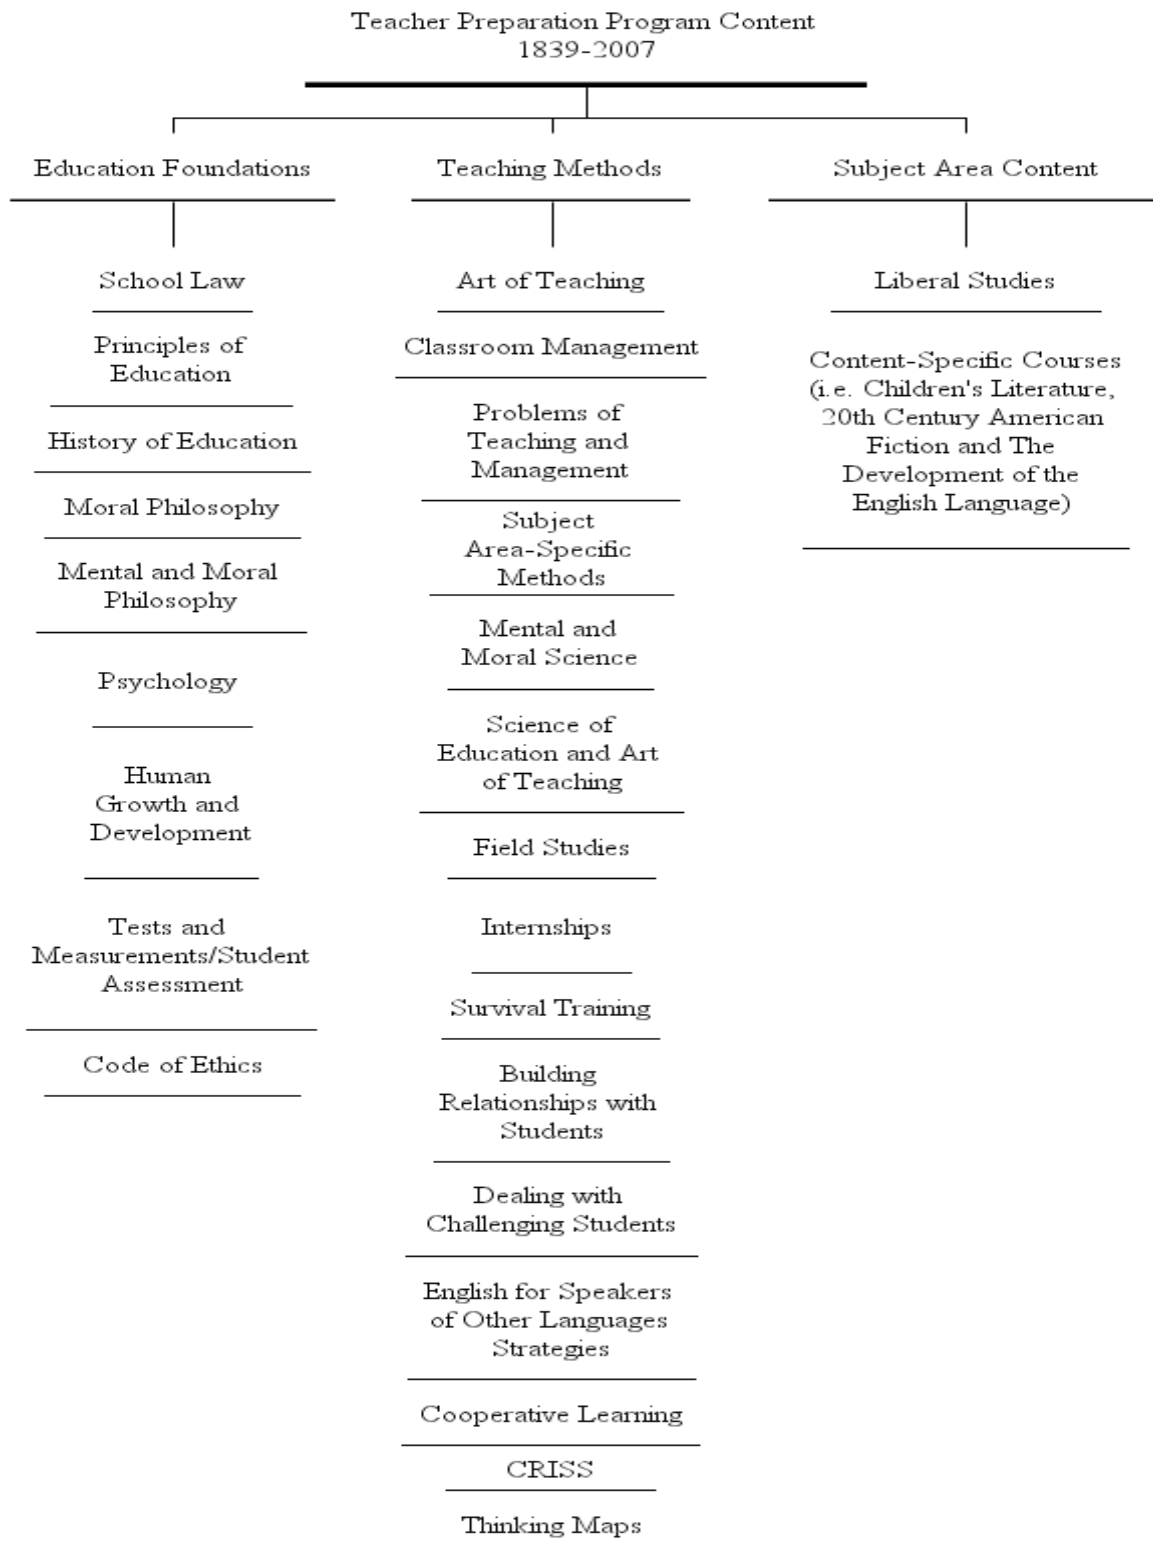 Teacher Preparation Program Content
1839-2007
Education Foundations
School Law
Principles of
Education
History of Education
Moral Philosophy
Mental and Moral
Philosophy
Psychology
Human
Growth and
Development
Tests and
Measurements/Student
Assessment
Code of Ethics
Teaching Methods
Art of Teaching
Classroom Management
Problems of
Teaching and
Management
Subject
Area-Specific
Methods
Mental and
Moral Science
Science of
Education and Art
of Teaching
Field Studies
Internships
Survival Training
Building
Relationships with
Students
Dealing with
Challenging Students
English for Speakers
of Other Languages
Strategies
Cooperative Learning
CRISS
Thinking Maps
Subject Area Content
Liberal Studies
Content-Specific Courses
(i.e. Children's Literature,
20th Century American
Fiction and The
Development of the
English Language)